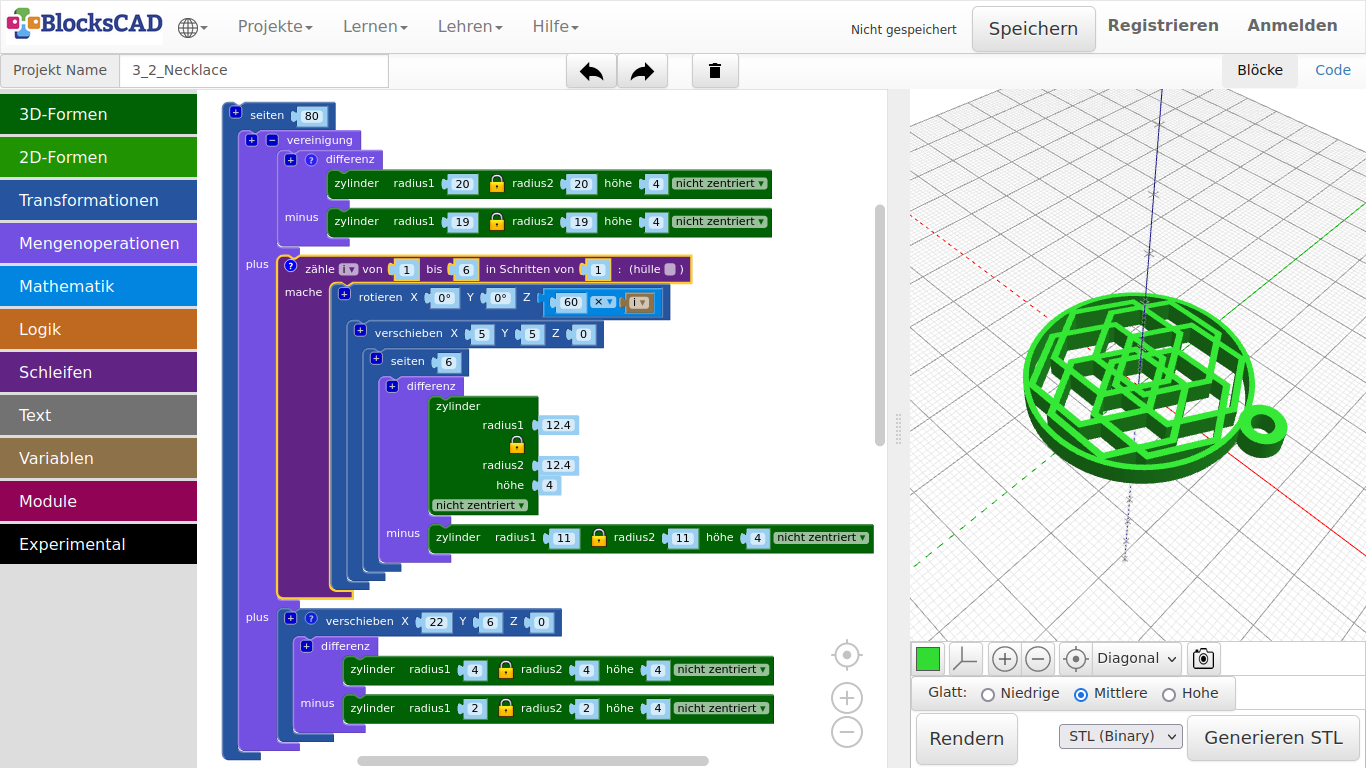 BlocksCAD Projekte Lernen Lehren Hilfe Nicht gespeichert Speichern Registrieren Anmelden
Projekt Name 3_2_Necklace Blöcke Code
3D-Formen
2D-Formen
Transformationen
Mengenoperationen
Mathematik
Logik
Schleifen
Text
Variablen
Module
Experimental
+ seiten 80
+ − vereinigung
+ ? differenz
zylinder radius1 20 radius2 20 höhe 4 nicht zentriert
minus zylinder radius1 19 radius2 19 höhe 4 nicht zentriert
plus ? zähle i von 1 bis 6 in Schritten von 1 : (hülle )
mache + rotieren X 0° Y 0° Z 60 × i
+ verschieben X 5 Y 5 Z 0
+ seiten 6
+ differenz
zylinder
radius1 12.4
radius2 12.4
höhe 4
nicht zentriert
minus zylinder radius1 11 radius2 11 höhe 4 nicht zentriert
plus + ? verschieben X 22 Y 6 Z 0
+ differenz
zylinder radius1 4 radius2 4 höhe 4 nicht zentriert
minus zylinder radius1 2 radius2 2 höhe 4 nicht zentriert
Diagonal
Glatt: Niedrige Mittlere Hohe
Rendern STL (Binary) Generieren STL